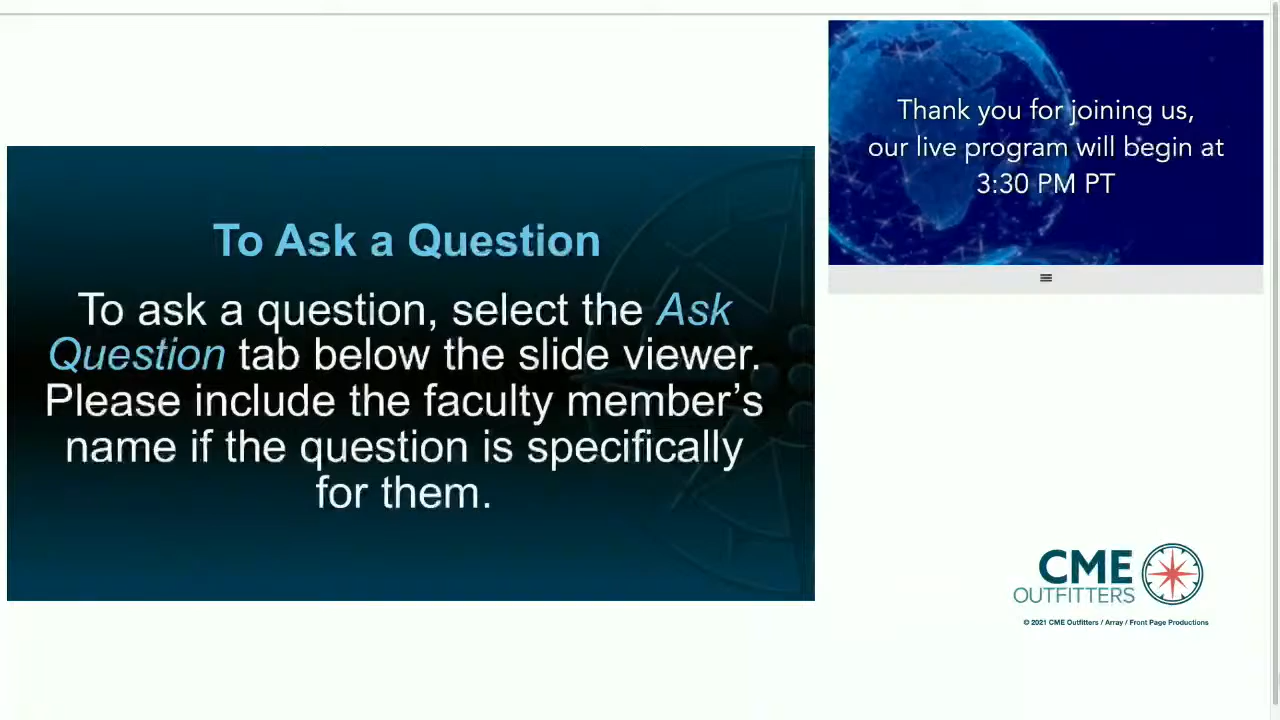 Thank you for joining us,
our live program will begin at
3:30 PM PT
To Ask a Question
To ask a question, select the Ask
Question tab below the slide viewer.
Please include the faculty member’s
name if the question is specifically
for them.
CME
OUTFITTERS
© 2021 CME Outfitters / Array / Front Page Productions